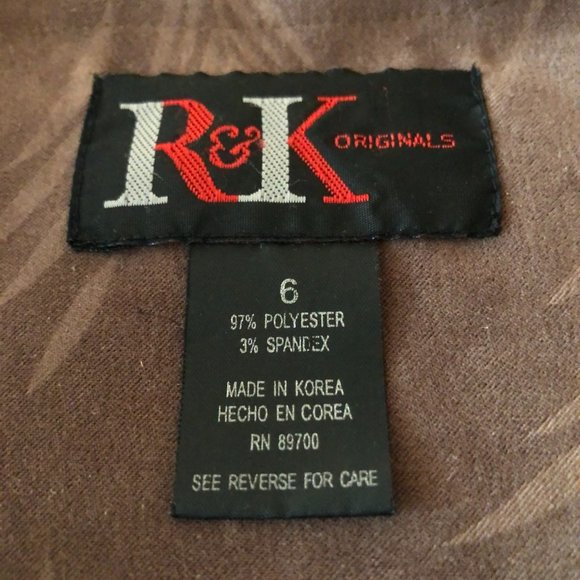 R&K ORIGINALS
6
97% POLYESTER
3% SPANDEX
MADE IN KOREA
HECHO EN COREA
RN 89700
SEE REVERSE FOR CARE